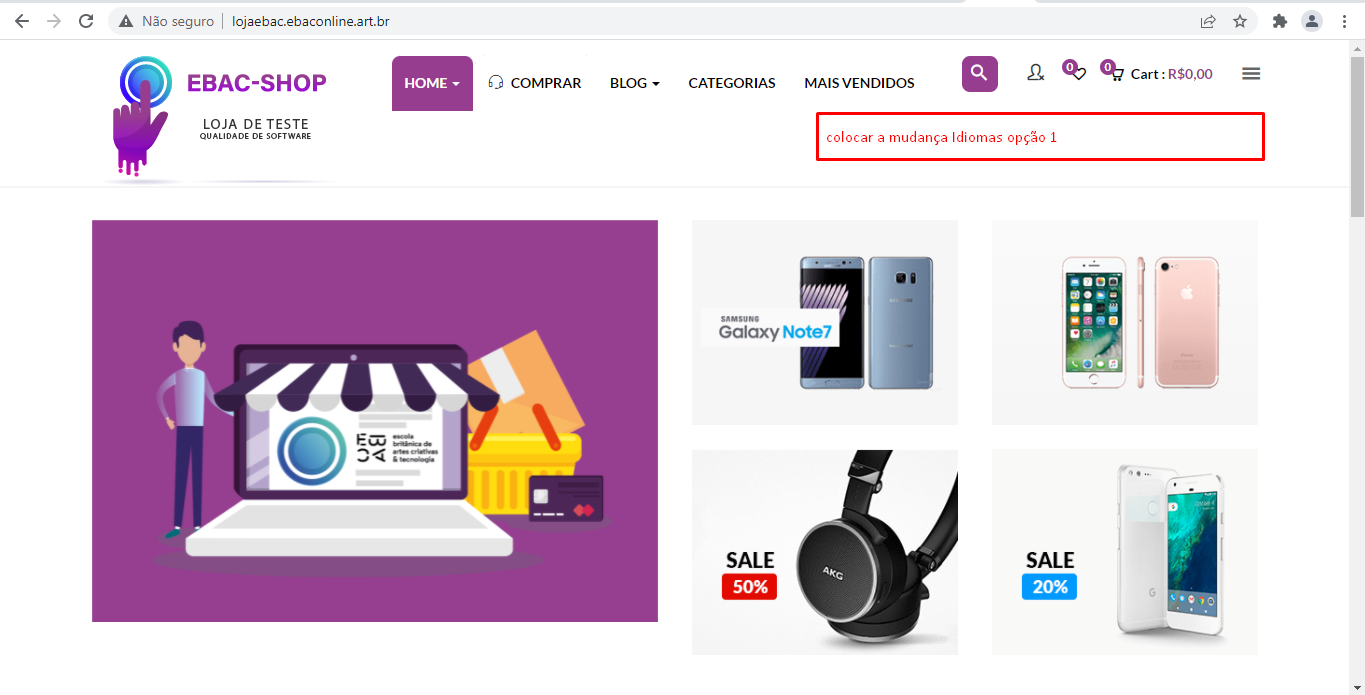 Não seguro
lojaebac.ebaconline.art.br
EBAC-SHOP
LOJA DE TESTE
QUALIDADE DE SOFTWARE
HOME
COMPRAR
BLOG
CATEGORIAS
MAIS VENDIDOS
0
0
Cart : R$0,00
colocar a mudança Idiomas opção 1
EBAC
escola
britânica de
artes criativas
& tecnologia
SAMSUNG
Galaxy Note7
SALE
50%
AKG
SALE
20%
G